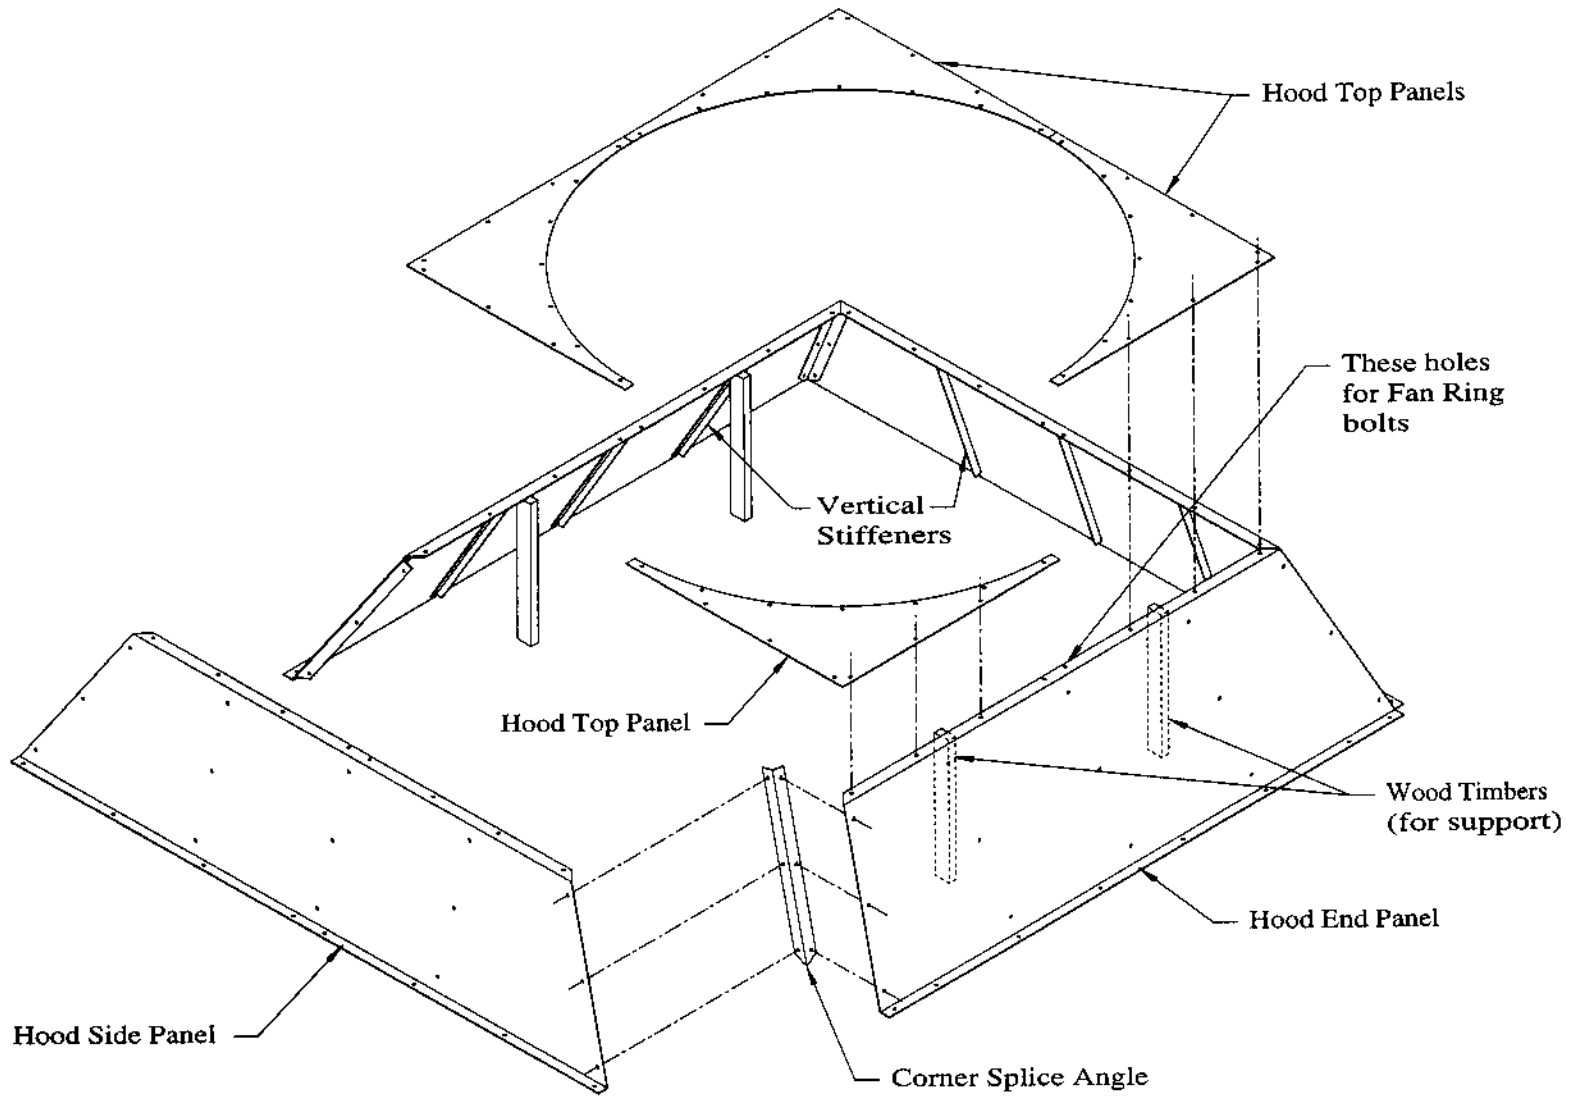 Hood Top Panels
These holes
for Fan Ring
bolts
Vertical
Stiffeners
Hood Top Panel
Wood Timbers
(for support)
Hood End Panel
Hood Side Panel
Corner Splice Angle